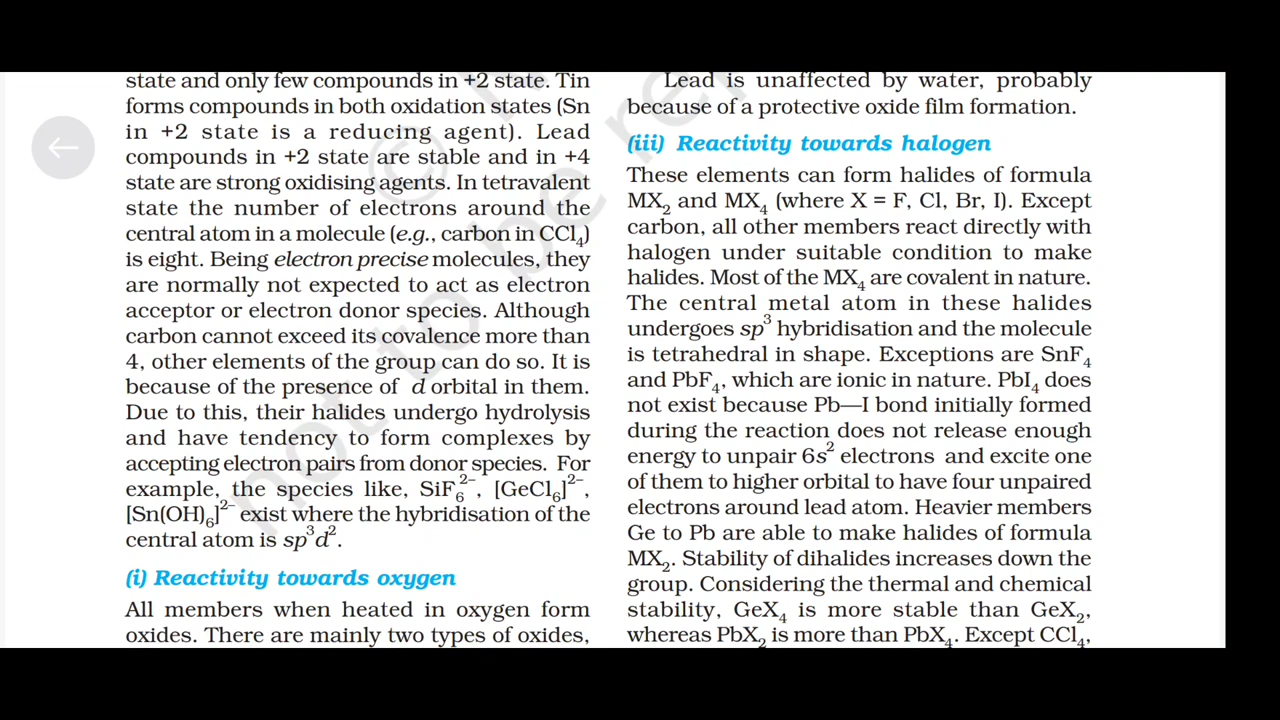 state and only few compounds in +2 state. Tin
forms compounds in both oxidation states (Sn
in +2 state is a reducing agent). Lead
compounds in +2 state are stable and in +4
state are strong oxidising agents. In tetravalent
state the number of electrons around the
central atom in a molecule (e.g., carbon in CCl₄)
is eight. Being electron precise molecules, they
are normally not expected to act as electron
acceptor or electron donor species. Although
carbon cannot exceed its covalence more than
4, other elements of the group can do so. It is
because of the presence of d orbital in them.
Due to this, their halides undergo hydrolysis
and have tendency to form complexes by
accepting electron pairs from donor species. For
example, the species like, SiF₆²⁻, [GeCl₆]²⁻,
[Sn(OH)₆]²⁻ exist where the hybridisation of the
central atom is sp³d².
(i) Reactivity towards oxygen
All members when heated in oxygen form
oxides. There are mainly two types of oxides,
Lead is unaffected by water, probably
because of a protective oxide film formation.
(iii) Reactivity towards halogen
These elements can form halides of formula
MX₂ and MX₄ (where X = F, Cl, Br, I). Except
carbon, all other members react directly with
halogen under suitable condition to make
halides. Most of the MX₄ are covalent in nature.
The central metal atom in these halides
undergoes sp³ hybridisation and the molecule
is tetrahedral in shape. Exceptions are SnF₄
and PbF₄, which are ionic in nature. PbI₄ does
not exist because Pb—I bond initially formed
during the reaction does not release enough
energy to unpair 6s² electrons and excite one
of them to higher orbital to have four unpaired
electrons around lead atom. Heavier members
Ge to Pb are able to make halides of formula
MX₂. Stability of dihalides increases down the
group. Considering the thermal and chemical
stability, GeX₄ is more stable than GeX₂,
whereas PbX₂ is more than PbX₄. Except CCl₄,
© N
not to be rep